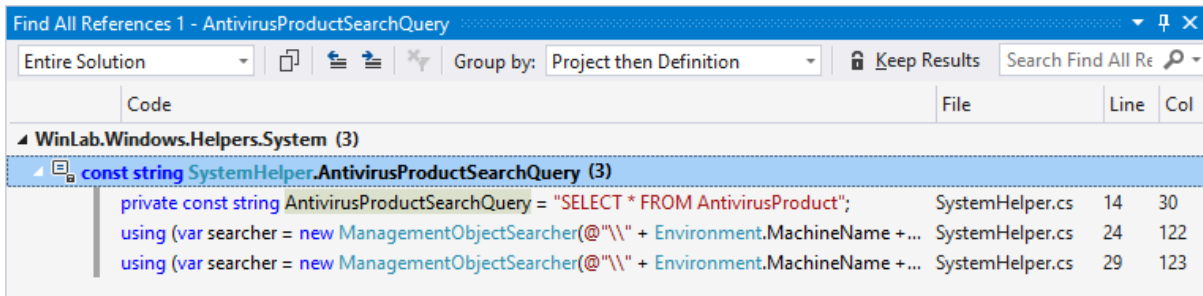 Find All References 1 - AntivirusProductSearchQuery
Entire Solution Group by: Project then Definition Keep Results Search Find All Re
Code File Line Col
WinLab.Windows.Helpers.System (3)
const string SystemHelper.AntivirusProductSearchQuery (3)
private const string AntivirusProductSearchQuery = "SELECT * FROM AntivirusProduct"; SystemHelper.cs 14 30
using (var searcher = new ManagementObjectSearcher(@"\\" + Environment.MachineName +... SystemHelper.cs 24 122
using (var searcher = new ManagementObjectSearcher(@"\\" + Environment.MachineName +... SystemHelper.cs 29 123